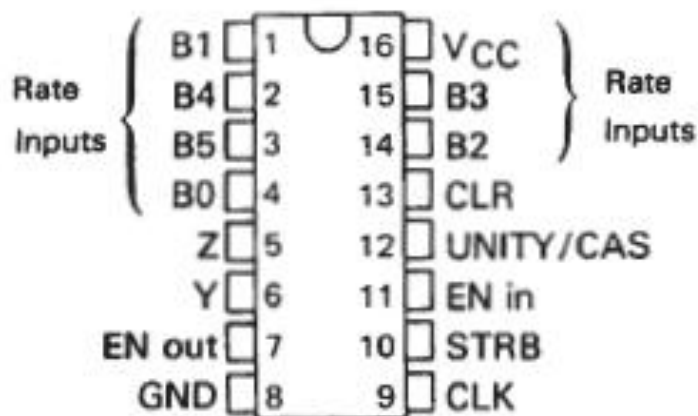 B1 1 16 VCC
Rate B4 2 15 B3 Rate
Inputs B5 3 14 B2 Inputs
B0 4 13 CLR
Z 5 12 UNITY/CAS
Y 6 11 EN in
EN out 7 10 STRB
GND 8 9 CLK